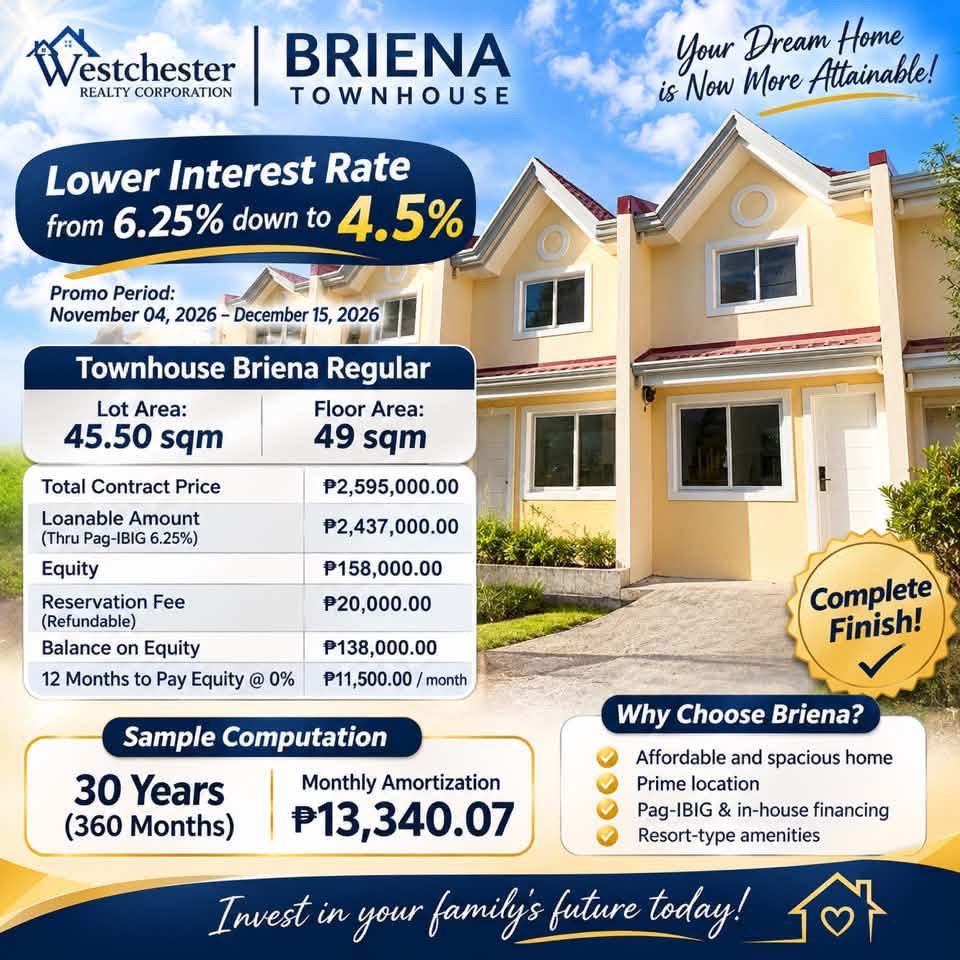 Westchester
REALTY CORPORATION
BRIENA
TOWNHOUSE
Your Dream Home
is Now More Attainable!
Lower Interest Rate
from 6.25% down to 4.5%
Promo Period:
November 04, 2026 – December 15, 2026
Townhouse Briena Regular
Lot Area:
45.50 sqm
Floor Area:
49 sqm
Total Contract Price ₱2,595,000.00
Loanable Amount
(Thru Pag-IBIG 6.25%) ₱2,437,000.00
Equity ₱158,000.00
Reservation Fee
(Refundable) ₱20,000.00
Balance on Equity ₱138,000.00
12 Months to Pay Equity @ 0% ₱11,500.00 / month
Complete
Finish!
Sample Computation
30 Years
(360 Months)
Monthly Amortization
₱13,340.07
Why Choose Briena?
Affordable and spacious home
Prime location
Pag-IBIG & in-house financing
Resort-type amenities
Invest in your family's future today!